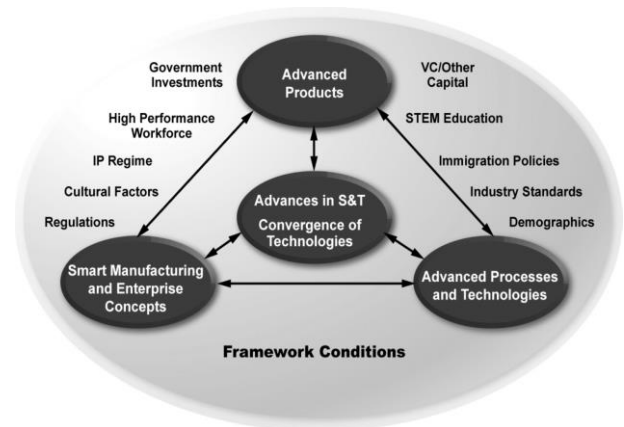 Government
Investments
Advanced
Products
VC/Other
Capital
High Performance
Workforce
STEM Education
IP Regime
Immigration Policies
Cultural Factors
Advances in S&T
Convergence of
Technologies
Industry Standards
Regulations
Demographics
Smart Manufacturing
and Enterprise
Concepts
Advanced Processes
and Technologies
Framework Conditions